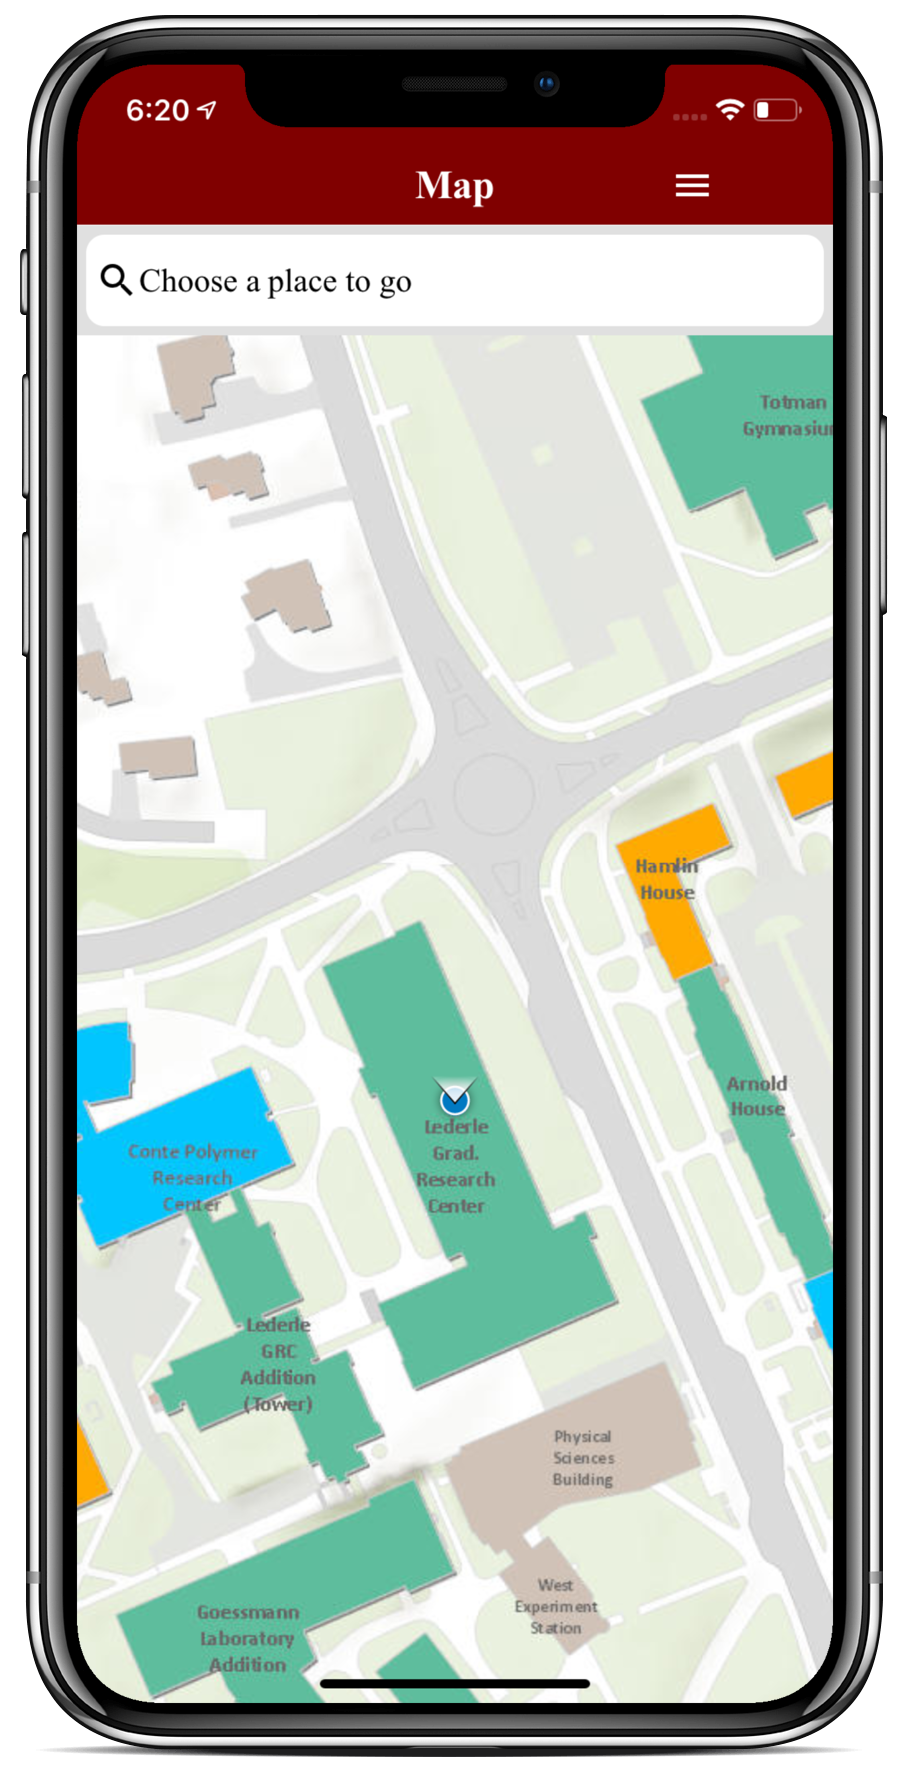 6:20
Map
Choose a place to go
Totman
Hamlin
House
Arnold
House
Lederle
Grad.
Research
Center
Conte Polymer
Research
Center
Lederle
GRC
Addition
(Tower)
Physical
Sciences
Building
West
Experiment
Station
Goessmann
Laboratory
Addition